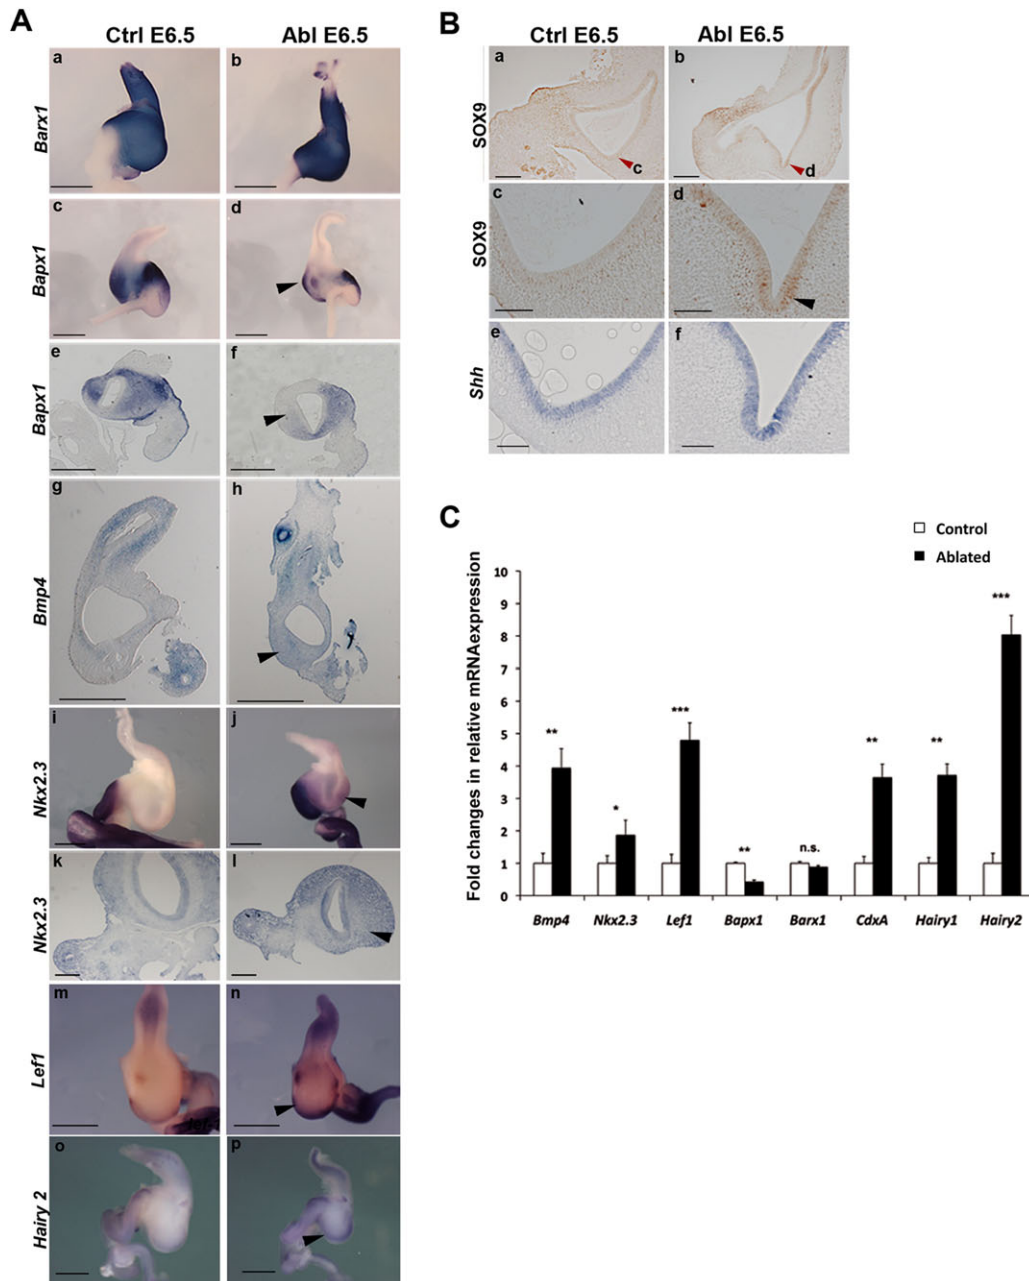 A
Ctrl E6.5 Abl E6.5
a b
Barx1
c d
Bapx1
e f
Bapx1
g h
Bmp4
i j
Nkx2.3
k l
Nkx2.3
m n
Lef1
o p
Hairy 2
B
Ctrl E6.5 Abl E6.5
a b
SOX9
c d
c d
SOX9
e f
Shh
C
Control
Ablated
Fold changes in relative mRNAexpression
10
9
8
7
6
5
4
3
2
1
0
** * *** ** n.s. ** ** ***
Bmp4 Nkx2.3 Lef1 Bapx1 Barx1 CdxA Hairy1 Hairy2